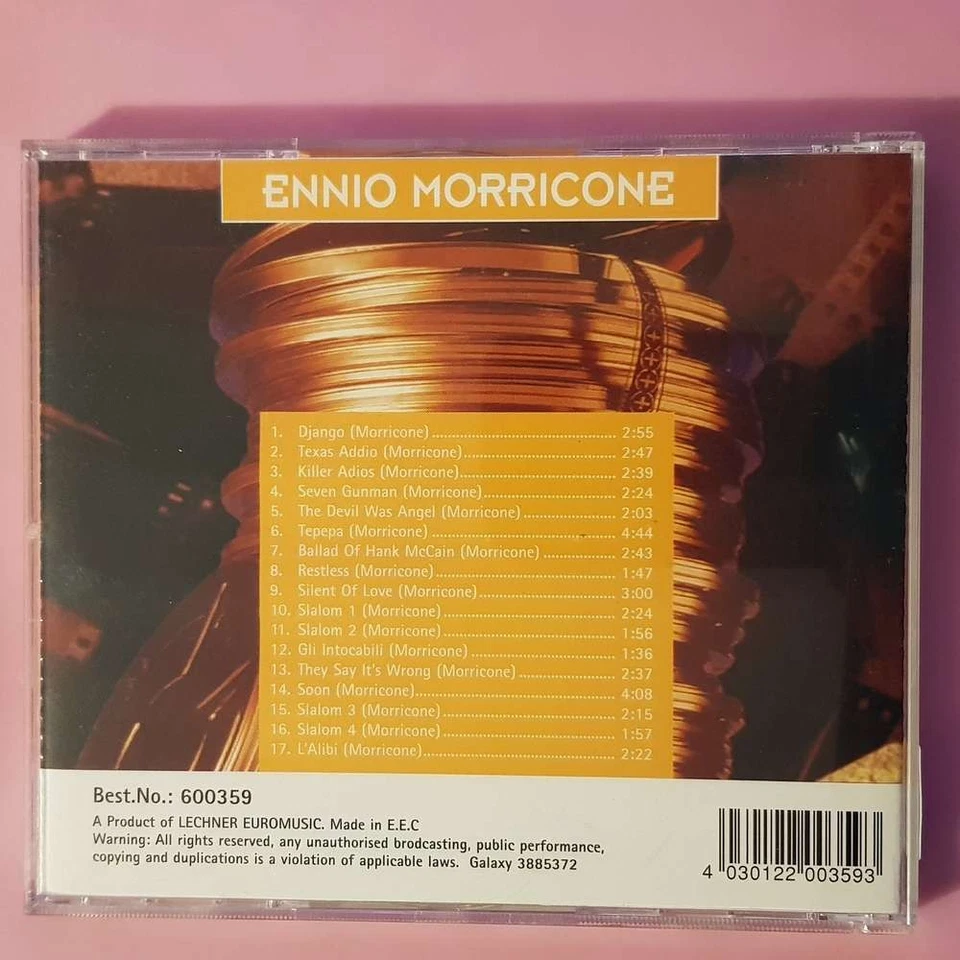 ENNIO MORRICONE
1. Django (Morricone) 2:55
2. Texas Addio (Morricone) 2:47
3. Killer Adios (Morricone) 2:39
4. Seven Gunman (Morricone) 2:24
5. The Devil Was Angel (Morricone) 2:03
6. Tepepa (Morricone) 4:44
7. Ballad Of Hank McCain (Morricone) 2:43
8. Restless (Morricone) 1:47
9. Silent Of Love (Morricone) 3:00
10. Slalom 1 (Morricone) 2:24
11. Slalom 2 (Morricone) 1:56
12. Gli Intocabili (Morricone) 1:36
13. They Say It's Wrong (Morricone) 2:37
14. Soon (Morricone) 4:08
15. Slalom 3 (Morricone) 2:15
16. Slalom 4 (Morricone) 1:57
17. L'Alibi (Morricone) 2:22
Best.No.: 600359
A Product of LECHNER EUROMUSIC. Made in E.E.C
Warning: All rights reserved, any unauthorised brodcasting, public performance,
copying and duplications is a violation of applicable laws. Galaxy 3885372
4 030122 003593